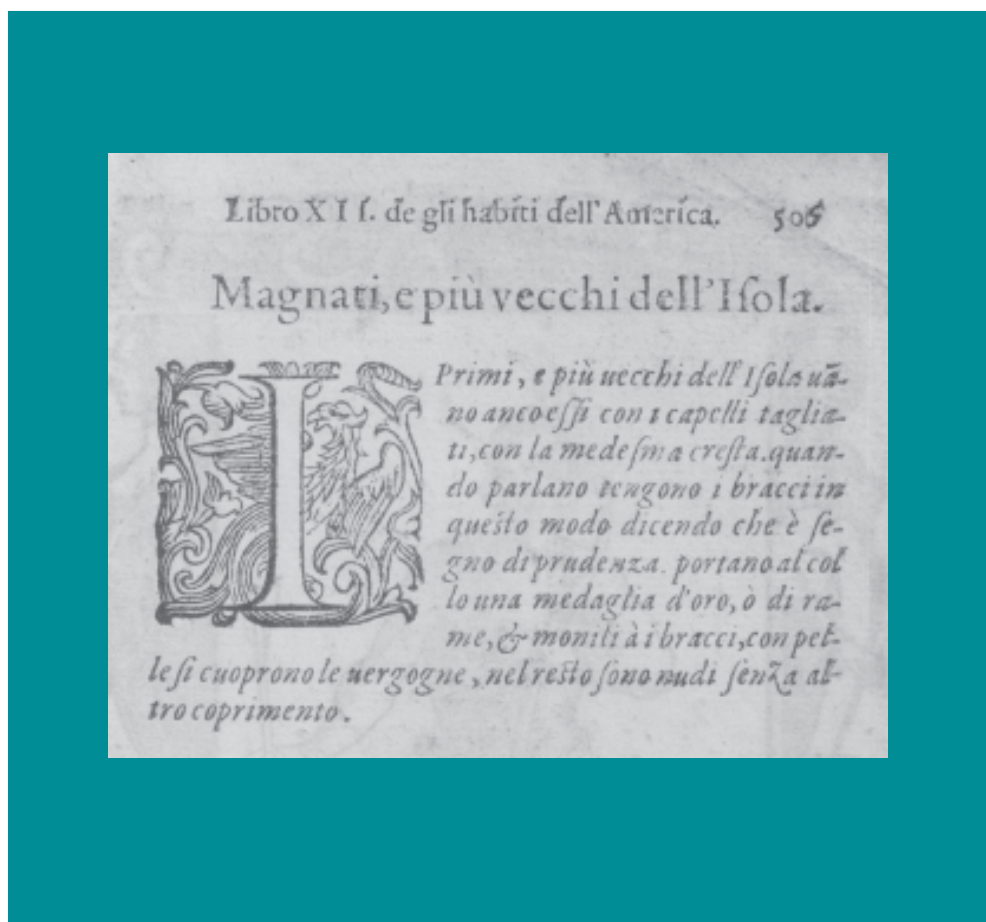 Libro X I I. de gli habiti dell'America. 506
Magnati, e più vecchi dell'Iſola.
I Primi, e più uecchi dell'Iſola uā-
no anco eſſi con i capelli taglia-
ti, con la medeſma creſta. quan-
do parlano tengono i bracci in
queſto modo dicendo che è ſe-
gno di prudenza. portano al col
lo una medaglia d'oro, ò di ra-
me, & monili à i bracci, con pel-
le ſi cuoprono le uergogne, nel reſto ſono nudi ſenza al-
tro coprimento.